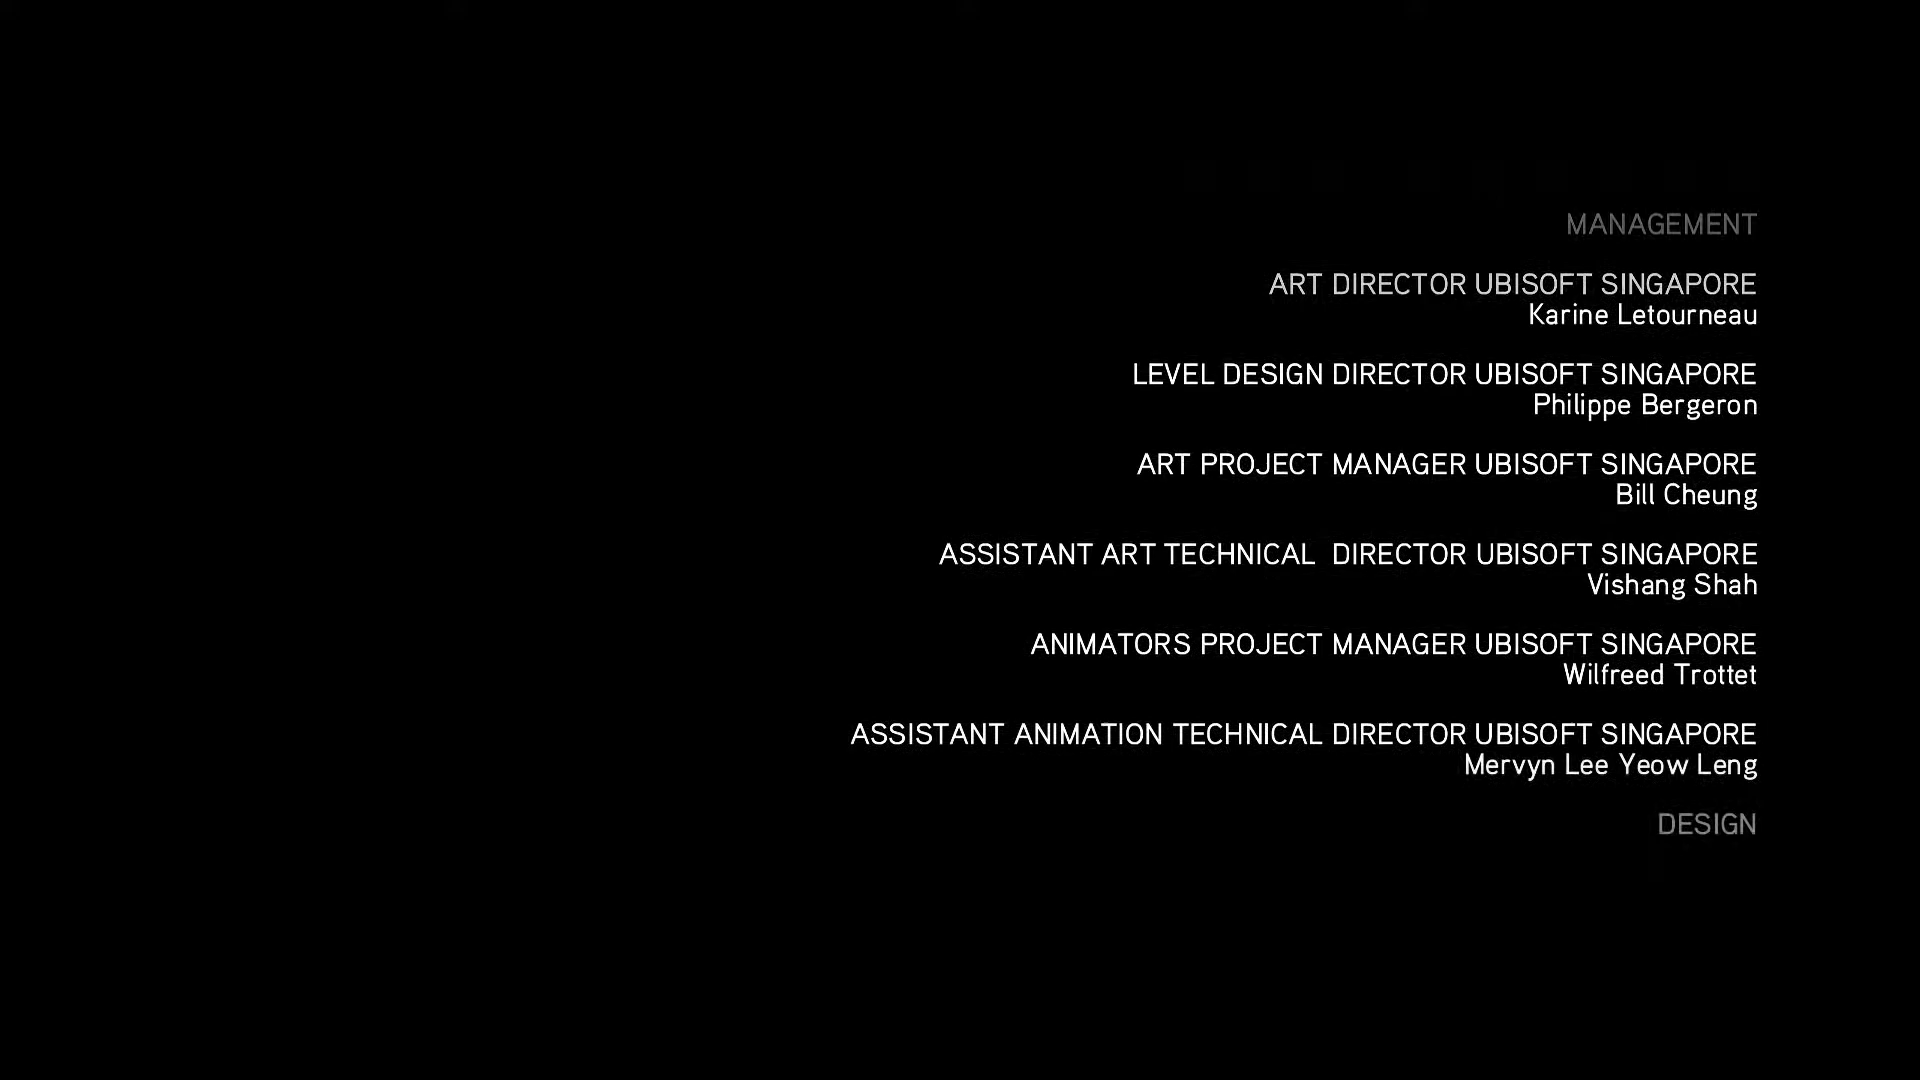 MANAGEMENT
ART DIRECTOR UBISOFT SINGAPORE
Karine Letourneau
LEVEL DESIGN DIRECTOR UBISOFT SINGAPORE
Philippe Bergeron
ART PROJECT MANAGER UBISOFT SINGAPORE
Bill Cheung
ASSISTANT ART TECHNICAL  DIRECTOR UBISOFT SINGAPORE
Vishang Shah
ANIMATORS PROJECT MANAGER UBISOFT SINGAPORE
Wilfreed Trottet
ASSISTANT ANIMATION TECHNICAL DIRECTOR UBISOFT SINGAPORE
Mervyn Lee Yeow Leng
DESIGN